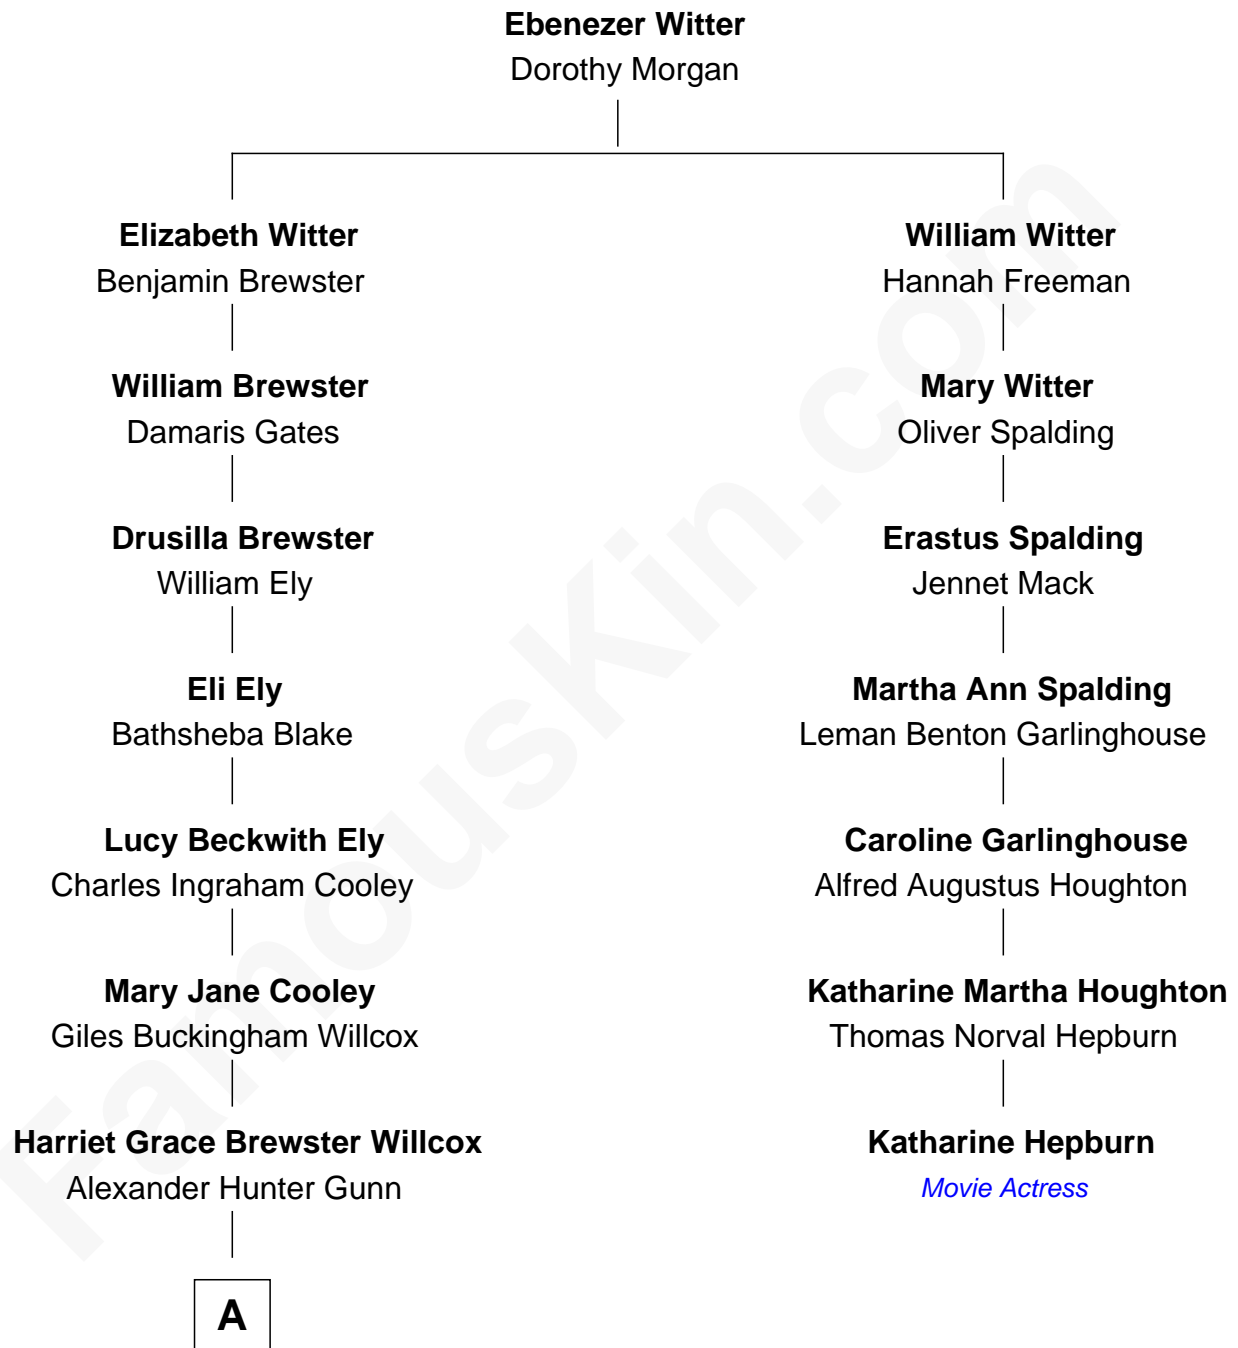 Ebenezer Witter
Dorothy Morgan
Elizabeth Witter
Benjamin Brewster
William Brewster
Damaris Gates
Drusilla Brewster
William Ely
Eli Ely
Bathsheba Blake
Lucy Beckwith Ely
Charles Ingraham Cooley
Mary Jane Cooley
Giles Buckingham Willcox
Harriet Grace Brewster Willcox
Alexander Hunter Gunn
A
William Witter
Hannah Freeman
Mary Witter
Oliver Spalding
Erastus Spalding
Jennet Mack
Martha Ann Spalding
Leman Benton Garlinghouse
Caroline Garlinghouse
Alfred Augustus Houghton
Katharine Martha Houghton
Thomas Norval Hepburn
Katharine Hepburn
Movie Actress
FamousKin.com